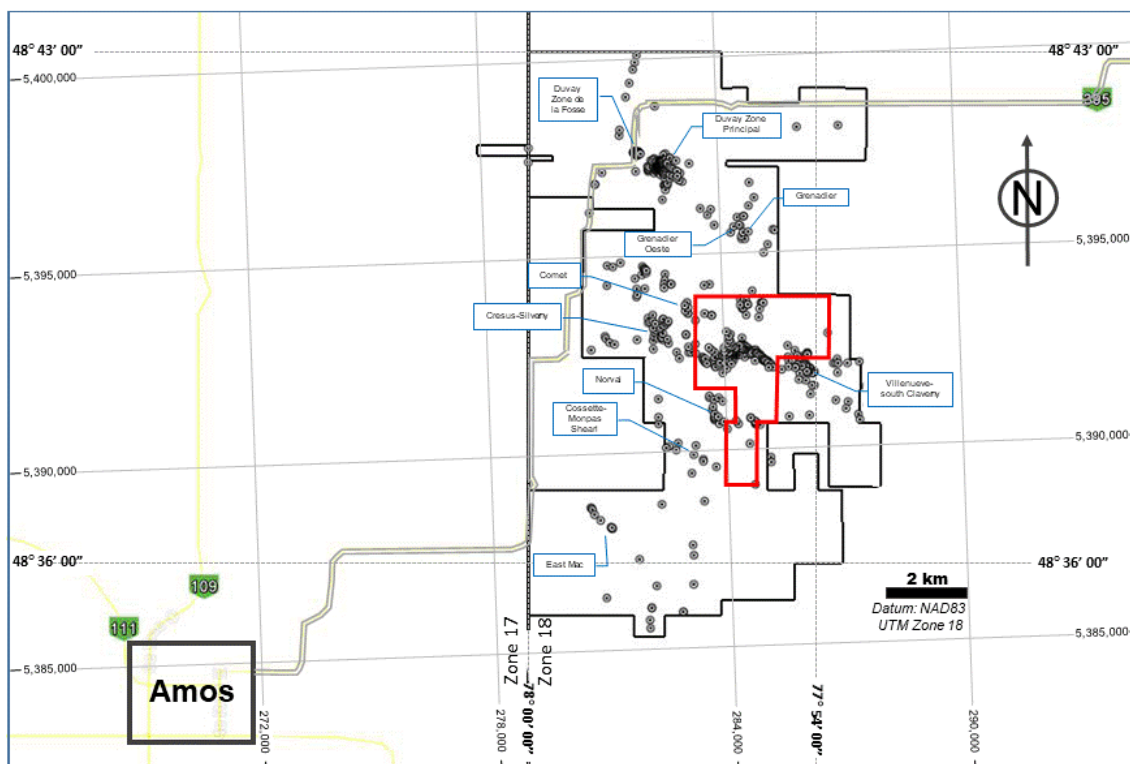 48° 43' 00"
48° 43' 00"
5,400,000
Duvay
Zone de
la Fosse
Duvay Zone
Principal
395
Grenadier
N
Grenadier
Oeste
5,395,000
5,395,000
Comet
Cresus-Silverny
Norval
Villenueve-
south Claverny
Cossette-
Monpas
Shearl
5,390,000
5,390,000
East Mac
48° 36' 00"
48° 36' 00"
109
2 km
Datum: NAD83
UTM Zone 18
111
5,385,000
5,385,000
Zone 17
Zone 18
Amos
272,000
278,000
-78° 00' 00"
284,000
77° 54' 00"
290,000